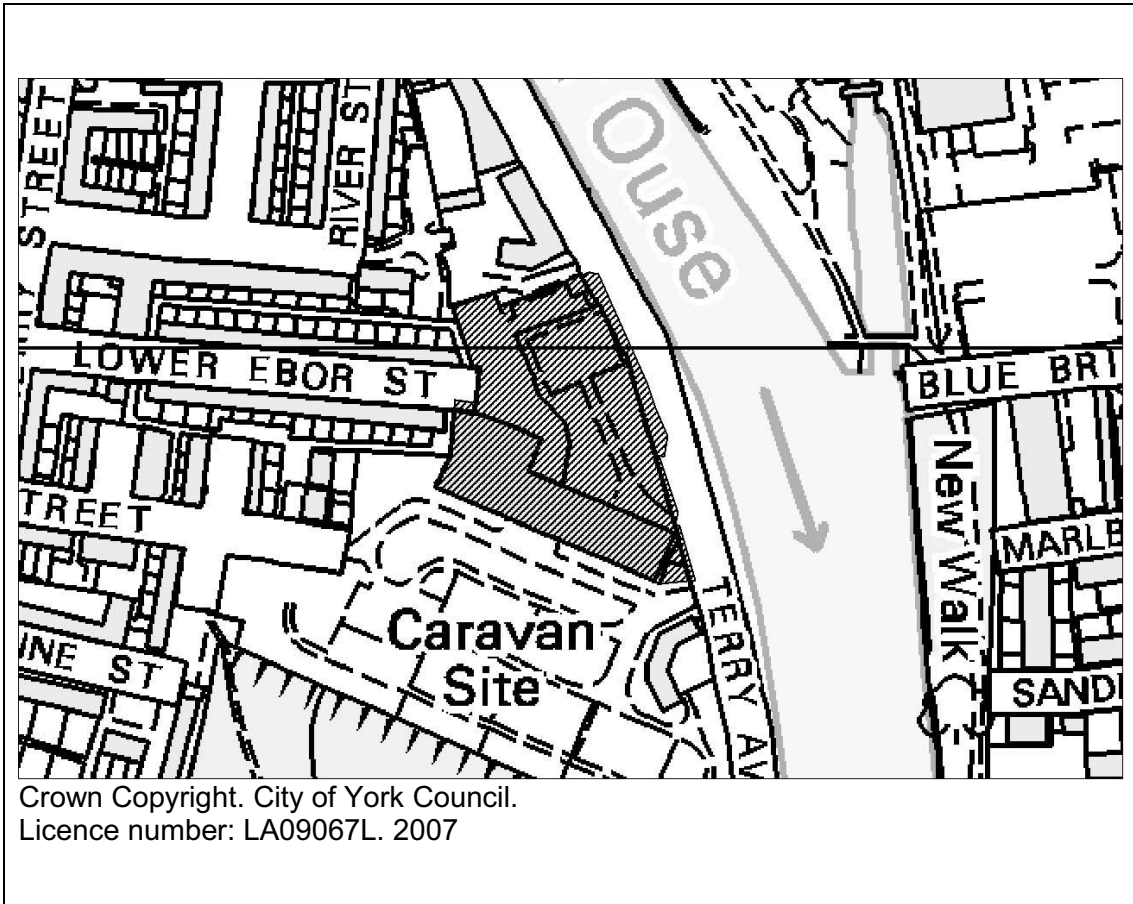 STREET
RIVER ST
Ouse
LOWER EBOR ST
BLUE BRI
New Walk
TREET
MARLB
Caravan
Site
TERRY AV
INE ST
SAND
Crown Copyright. City of York Council.
Licence number: LA09067L. 2007